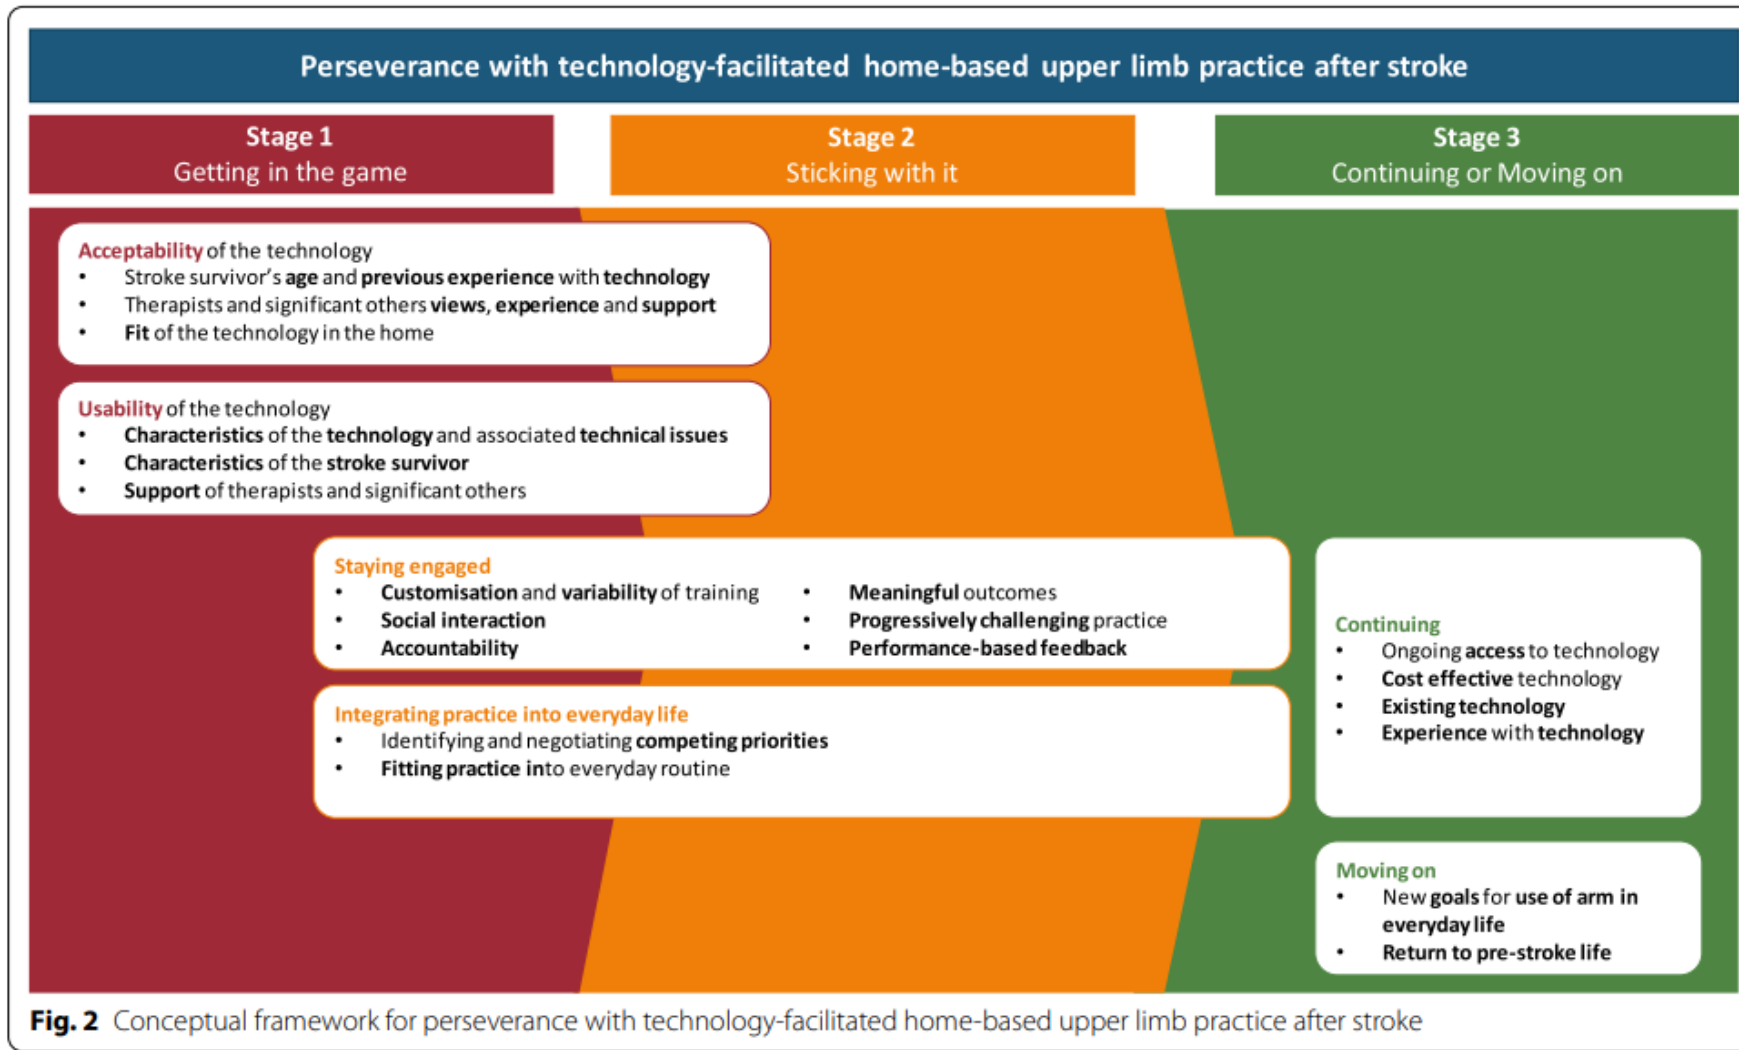 Perseverance with technology-facilitated home-based upper limb practice after stroke
Stage 1
Getting in the game
Stage 2
Sticking with it
Stage 3
Continuing or Moving on
Acceptability of the technology
• Stroke survivor's age and previous experience with technology
• Therapists and significant others views, experience and support
• Fit of the technology in the home
Usability of the technology
• Characteristics of the technology and associated technical issues
• Characteristics of the stroke survivor
• Support of therapists and significant others
Staying engaged
• Customisation and variability of training
• Social interaction
• Accountability
• Meaningful outcomes
• Progressively challenging practice
• Performance-based feedback
Integrating practice into everyday life
• Identifying and negotiating competing priorities
• Fitting practice into everyday routine
Continuing
• Ongoing access to technology
• Cost effective technology
• Existing technology
• Experience with technology
Moving on
• New goals for use of arm in
everyday life
• Return to pre-stroke life
Fig. 2 Conceptual framework for perseverance with technology-facilitated home-based upper limb practice after stroke